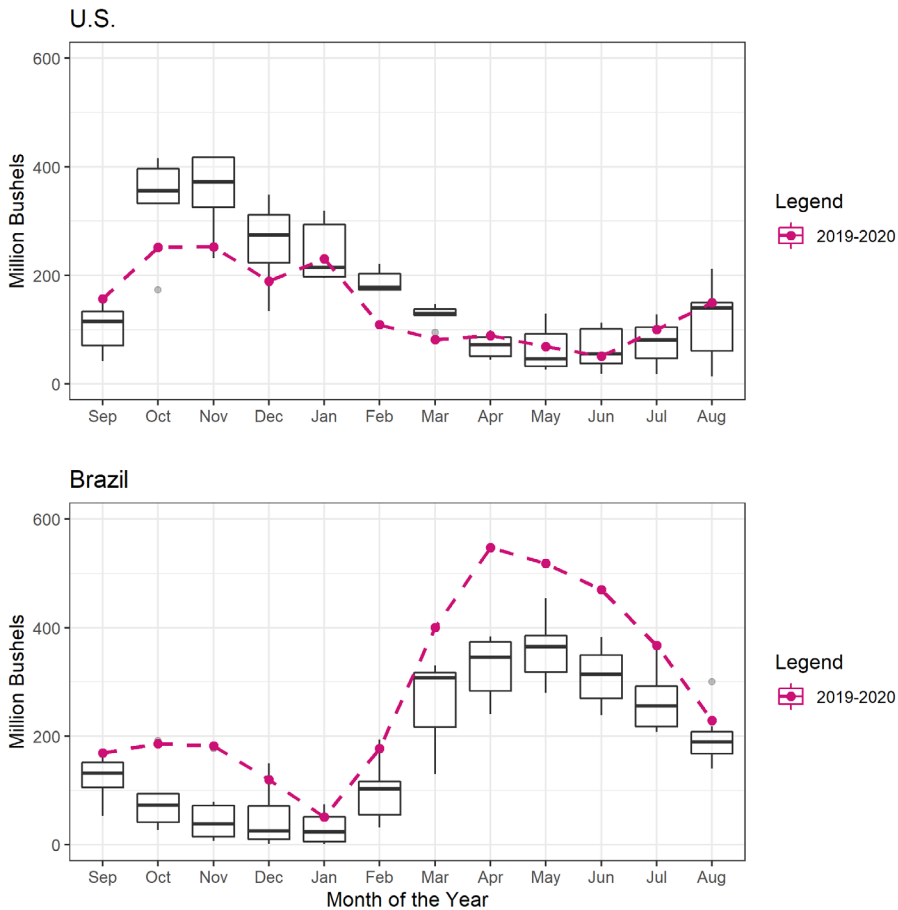 U.S.
600
400
200
0
Million Bushels
Sep Oct Nov Dec Jan Feb Mar Apr May Jun Jul Aug
Legend
2019-2020
Brazil
600
400
200
0
Million Bushels
Sep Oct Nov Dec Jan Feb Mar Apr May Jun Jul Aug
Month of the Year
Legend
2019-2020